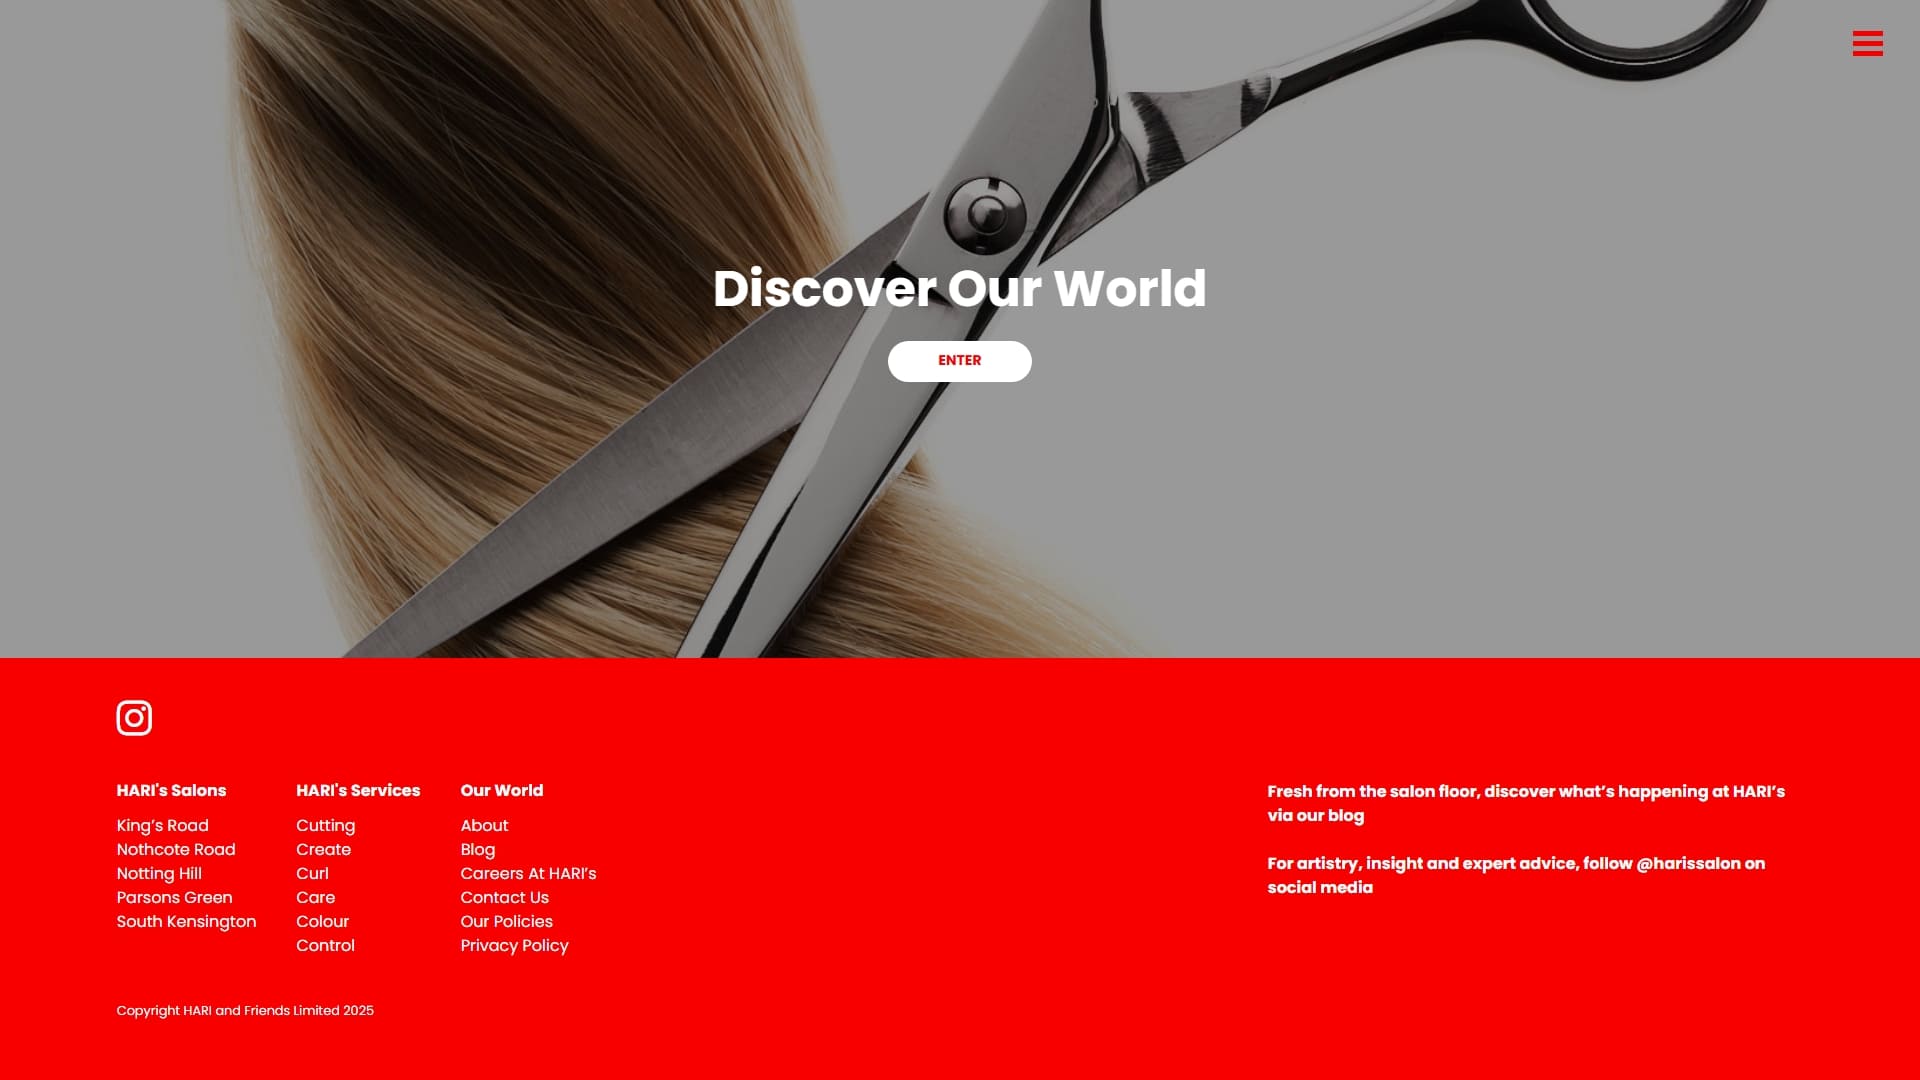 Discover Our World
ENTER
HARI's Salons
King’s Road
Nothcote Road
Notting Hill
Parsons Green
South Kensington
HARI's Services
Cutting
Create
Curl
Care
Colour
Control
Our World
About
Blog
Careers At HARI’s
Contact Us
Our Policies
Privacy Policy
Fresh from the salon floor, discover what’s happening at HARI’s
via our blog
For artistry, insight and expert advice, follow @harissalon on
social media
Copyright HARI and Friends Limited 2025